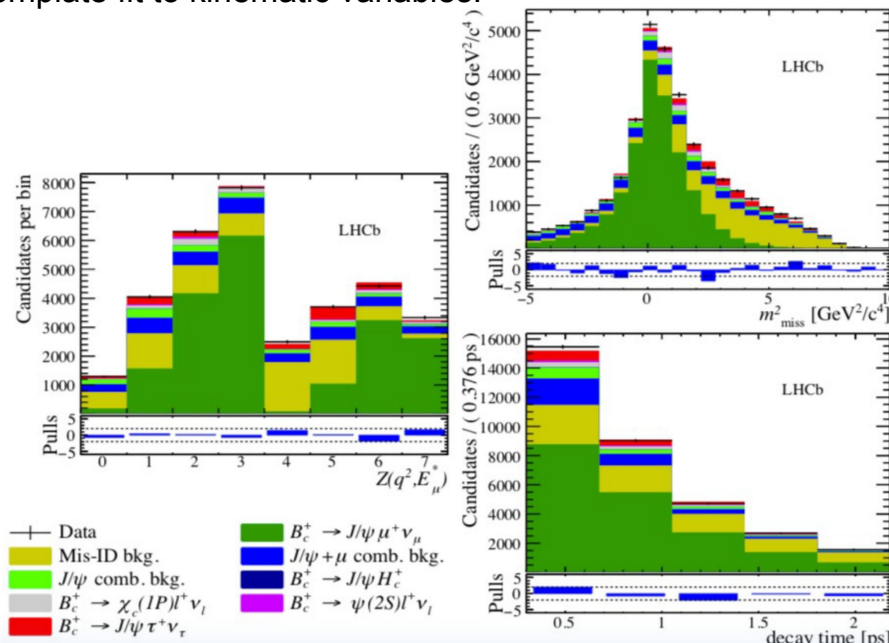 emplate fit to kinematic variables.
Candidates / ( 0.6 GeV²/c⁴ )
5000
4000
3000
2000
1000
LHCb
Pulls
5
0
-5
-5 0 5 10
m²miss [GeV²/c⁴]
Candidates per bin
8000
7000
6000
5000
4000
3000
2000
1000
LHCb
Pulls
5
0
-5
0 1 2 3 4 5 6 7
Z(q²,E*μ)
Candidates / ( 0.376 ps )
16000
14000
12000
10000
8000
6000
4000
2000
LHCb
Pulls
5
0
-5
0.5 1 1.5 2
decay time [ps]
Data
Mis-ID bkg.
J/ψ comb. bkg.
B⁺c → χc(1P)l⁺νl
B⁺c → J/ψ τ⁺ντ
B⁺c → J/ψ μ⁺νμ
J/ψ+μ comb. bkg.
B⁺c → J/ψ H⁺c
B⁺c → ψ(2S)l⁺νl